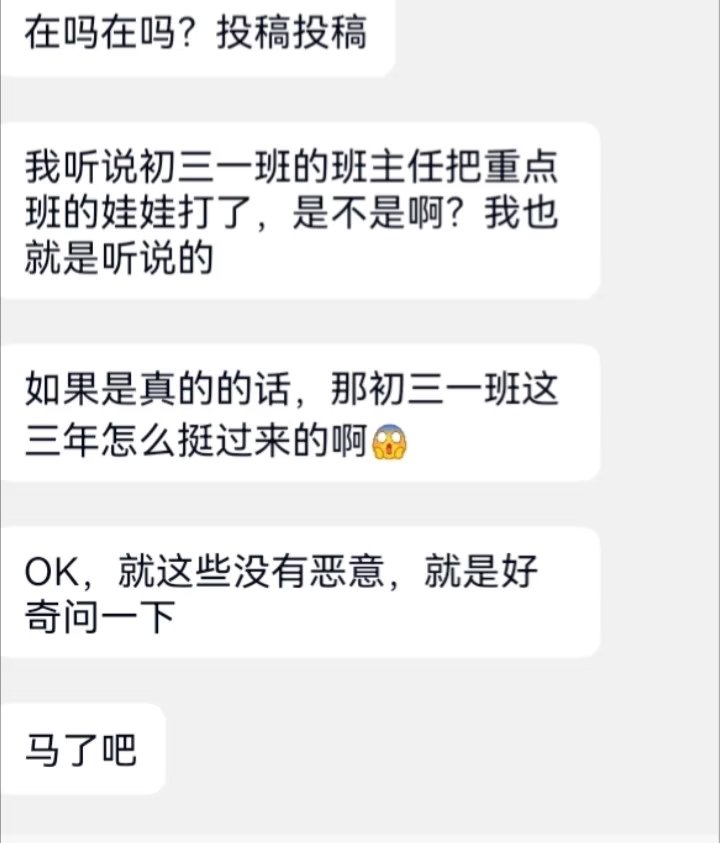 在吗在吗？投稿投稿
我听说初三一班的班主任把重点
班的娃娃打了，是不是啊？我也
就是听说的
如果是真的的话，那初三一班这
三年怎么挺过来的啊😱
OK，就这些没有恶意，就是好
奇问一下
马了吧